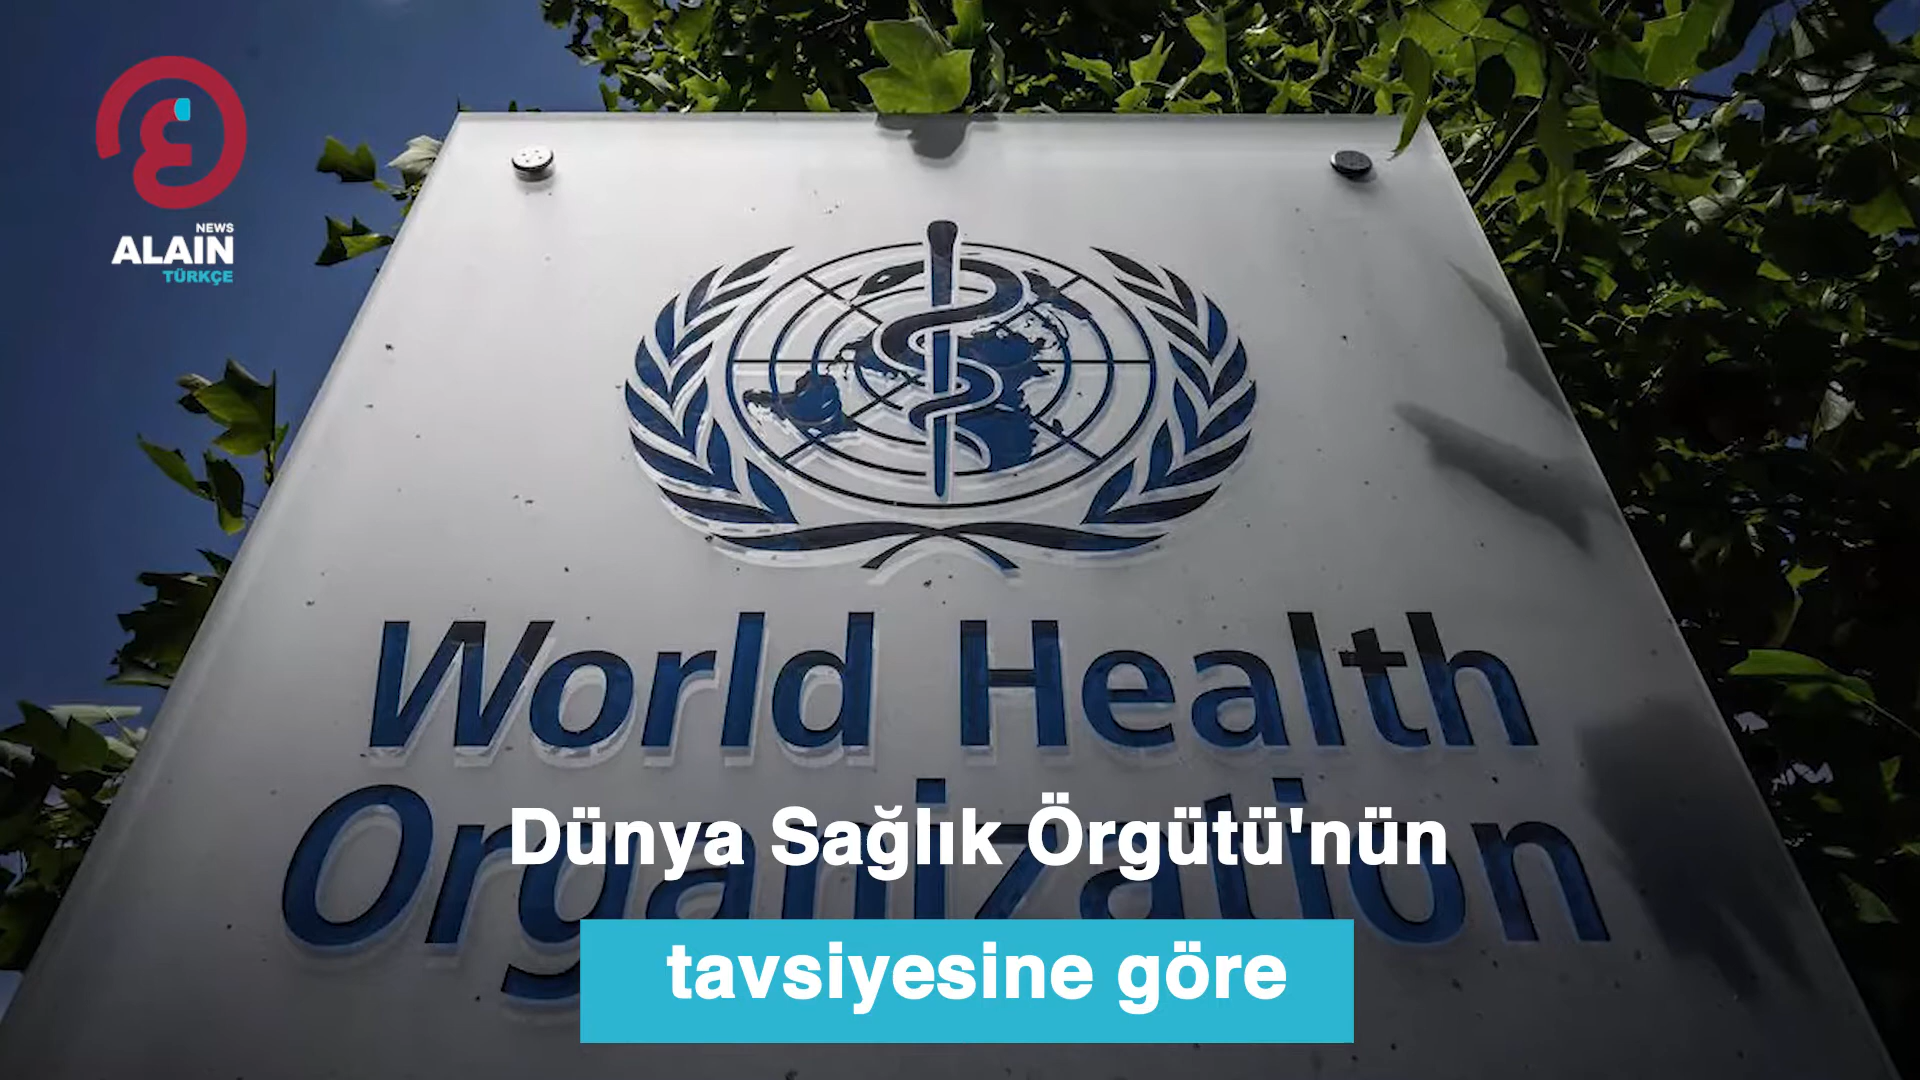 NEWS
ALAIN
TÜRKÇE
World Health
Organization
Dünya Sağlık Örgütü'nün
tavsiyesine göre